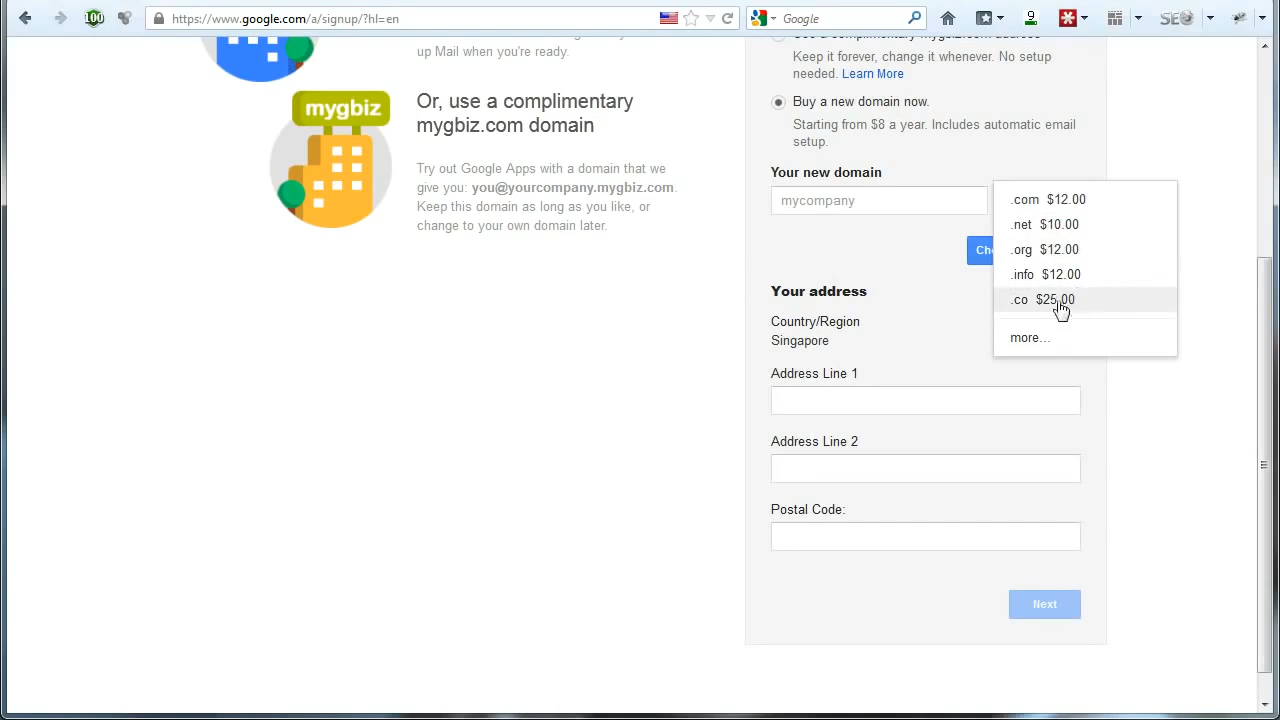 https://www.google.com/a/signup/?hl=en
Google
100
SE
up Mail when you're ready.
mygbiz
Or, use a complimentary
mygbiz.com domain
Try out Google Apps with a domain that we
give you: you@yourcompany.mygbiz.com.
Keep this domain as long as you like, or
change to your own domain later.
Keep it forever, change it whenever. No setup
needed. Learn More
Buy a new domain now.
Starting from $8 a year. Includes automatic email
setup.
Your new domain
mycompany
.com $12.00
.net $10.00
.org $12.00
.info $12.00
.co $25.00
more...
Your address
Country/Region
Singapore
Address Line 1
Address Line 2
Postal Code:
Next